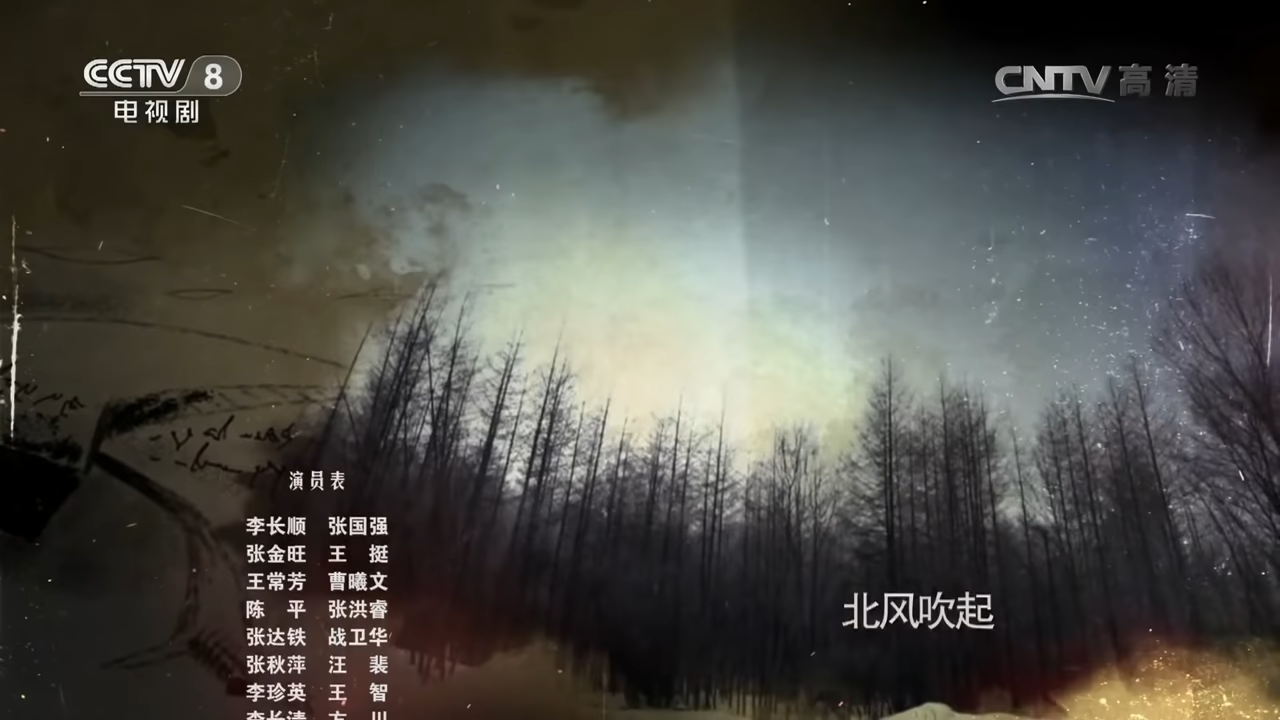 CCTV 8
电视剧
CNTV 高清
演员表
李长顺 张国强
张金旺 王 挺
王常芳 曹曦文
陈 平 张洪睿
张达铁 战卫华
张秋萍 汪 裴
李珍英 王 智
北风吹起